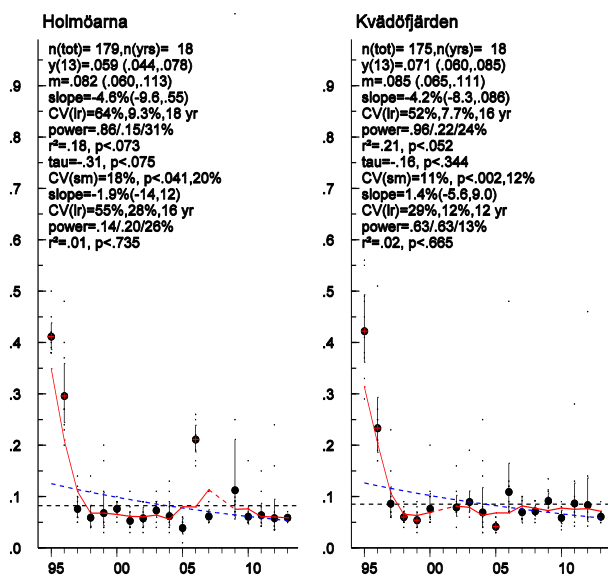 Holmöarna
n(tot)= 179,n(yrs)= 18
y(13)=.059 (.044,.078)
m=.082 (.060,.113)
slope=-4.6%(-9.6,.55)
CV(lr)=64%,9.3%,18 yr
power=.86/.15/31%
r²=.18, p<.073
tau=-.31, p<.075
CV(sm)=18%, p<.041,20%
slope=-1.9%(-14,12)
CV(lr)=55%,28%,16 yr
power=.14/.20/26%
r²=.01, p<.735
.9
.8
.7
.6
.5
.4
.3
.2
.1
.0
95
00
05
10
Kvädöfjärden
n(tot)= 175,n(yrs)= 18
y(13)=.071 (.060,.085)
m=.085 (.065,.111)
slope=-4.2%(-8.3,.086)
CV(lr)=52%,7.7%,16 yr
power=.96/.22/24%
r²=.21, p<.052
tau=-.16, p<.344
CV(sm)=11%, p<.002,12%
slope=1.4%(-5.6,9.0)
CV(lr)=29%,12%,12 yr
power=.63/.63/13%
r²=.02, p<.665
.9
.8
.7
.6
.5
.4
.3
.2
.1
.0
95
00
05
10